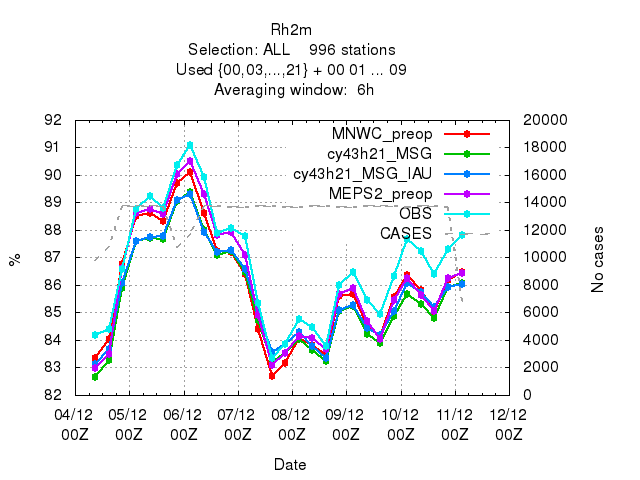 Rh2m
Selection: ALL 996 stations
Used {00,03,...,21} + 00 01 ... 09
Averaging window: 6h
92 20000
91 18000
90 16000
89 14000
88 12000
87 10000
86 8000
85 6000
84 4000
83 2000
82 0
MNWC_preop
cy43h21_MSG
cy43h21_MSG_IAU
MEPS2_preop
OBS
CASES
%
No cases
04/12 05/12 06/12 07/12 08/12 09/12 10/12 11/12 12/12
00Z 00Z 00Z 00Z 00Z 00Z 00Z 00Z 00Z
Date